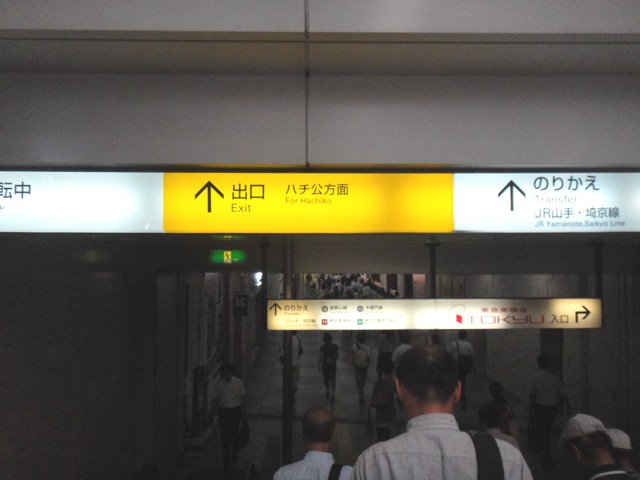 転中
出口
Exit
ハチ公方面
For Hachiko
のりかえ
Transfer
JR山手・埼京線
JR Yamanote,Saikyo Line
のりかえ
TOKYU
入口